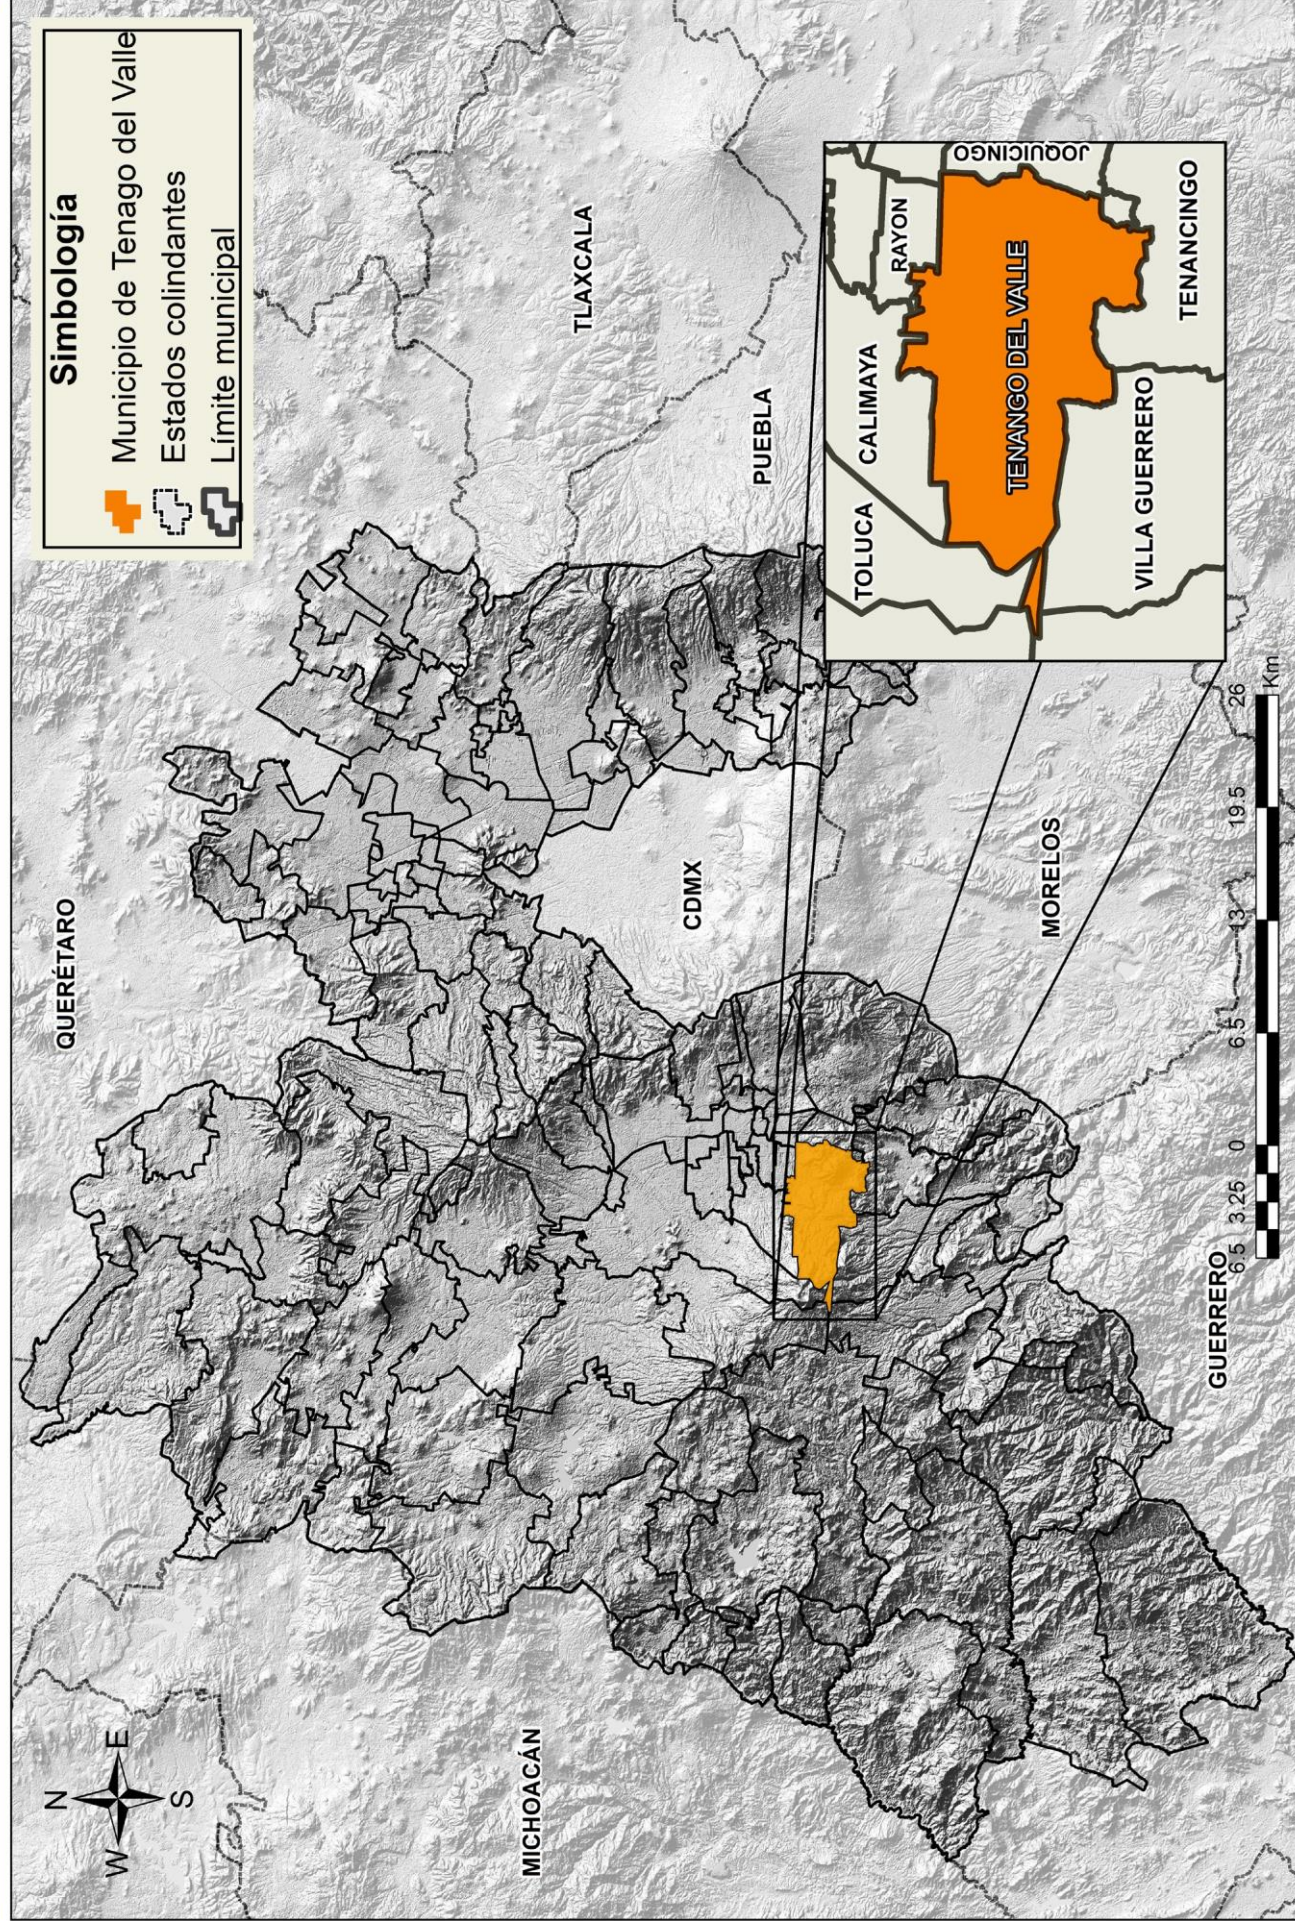 Simbología
Municipio de Tenago del Valle
Estados colindantes
Límite municipal
N
W
E
S
QUERÉTARO
MICHOACÁN
TLAXCALA
PUEBLA
CDMX
MORELOS
GUERRERO
TOLUCA
CALIMAYA
RAYON
JOQUICINGO
TENANGO DEL VALLE
VILLA GUERRERO
TENANCINGO
6.5 3.25 0 6.5 13 19.5 26
Km